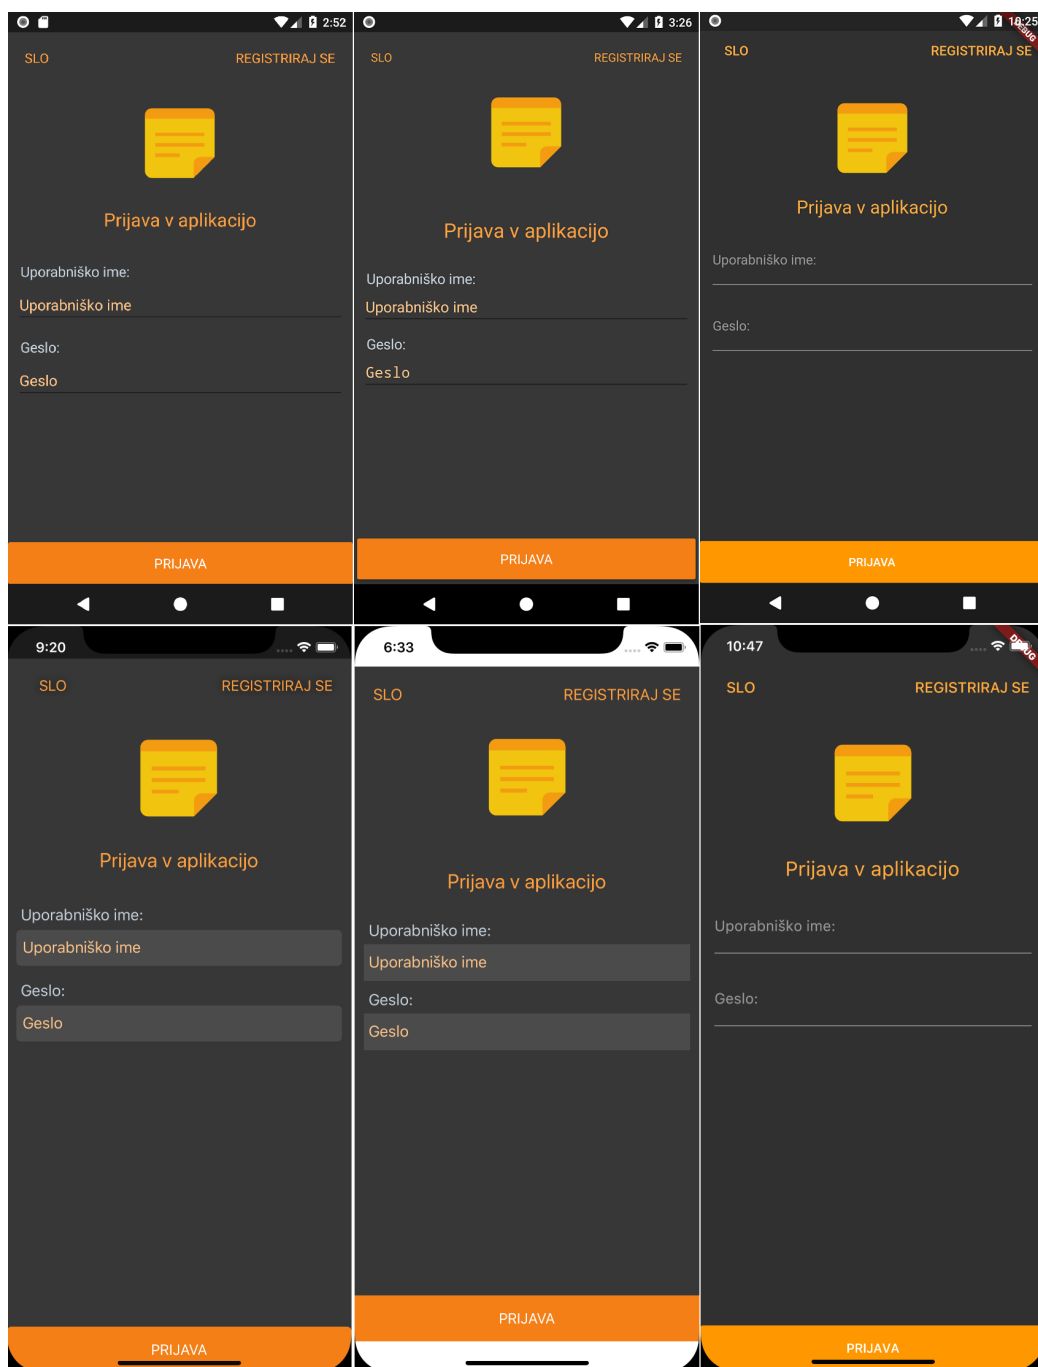 2:52
SLO REGISTRIRAJ SE
Prijava v aplikacijo
Uporabniško ime:
Uporabniško ime
Geslo:
Geslo
PRIJAVA
3:26
SLO REGISTRIRAJ SE
Prijava v aplikacijo
Uporabniško ime:
Uporabniško ime
Geslo:
Geslo
PRIJAVA
10:25
DEBUG
SLO REGISTRIRAJ SE
Prijava v aplikacijo
Uporabniško ime:
Geslo:
PRIJAVA
9:20
SLO REGISTRIRAJ SE
Prijava v aplikacijo
Uporabniško ime:
Uporabniško ime
Geslo:
Geslo
PRIJAVA
6:33
SLO REGISTRIRAJ SE
Prijava v aplikacijo
Uporabniško ime:
Uporabniško ime
Geslo:
Geslo
PRIJAVA
10:47
DEBUG
SLO REGISTRIRAJ SE
Prijava v aplikacijo
Uporabniško ime:
Geslo:
PRIJAVA